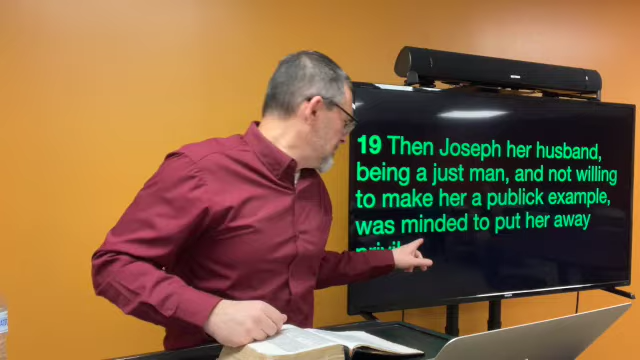 19 Then Joseph her husband,
being a just man, and not willing
to make her a publick example,
was minded to put her away